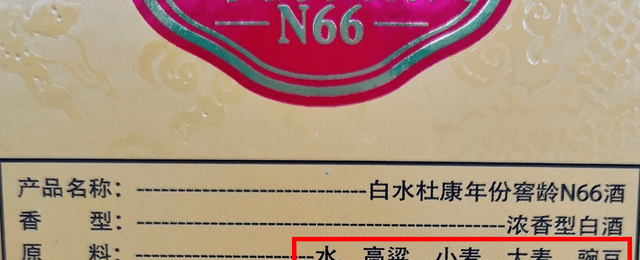 N66
产品名称：------------------------------白水杜康年份窖龄N66酒
香 型：------------------------------------------------浓香型白酒
原 料：------------------------水、高粱、小麦、大麦、豌豆